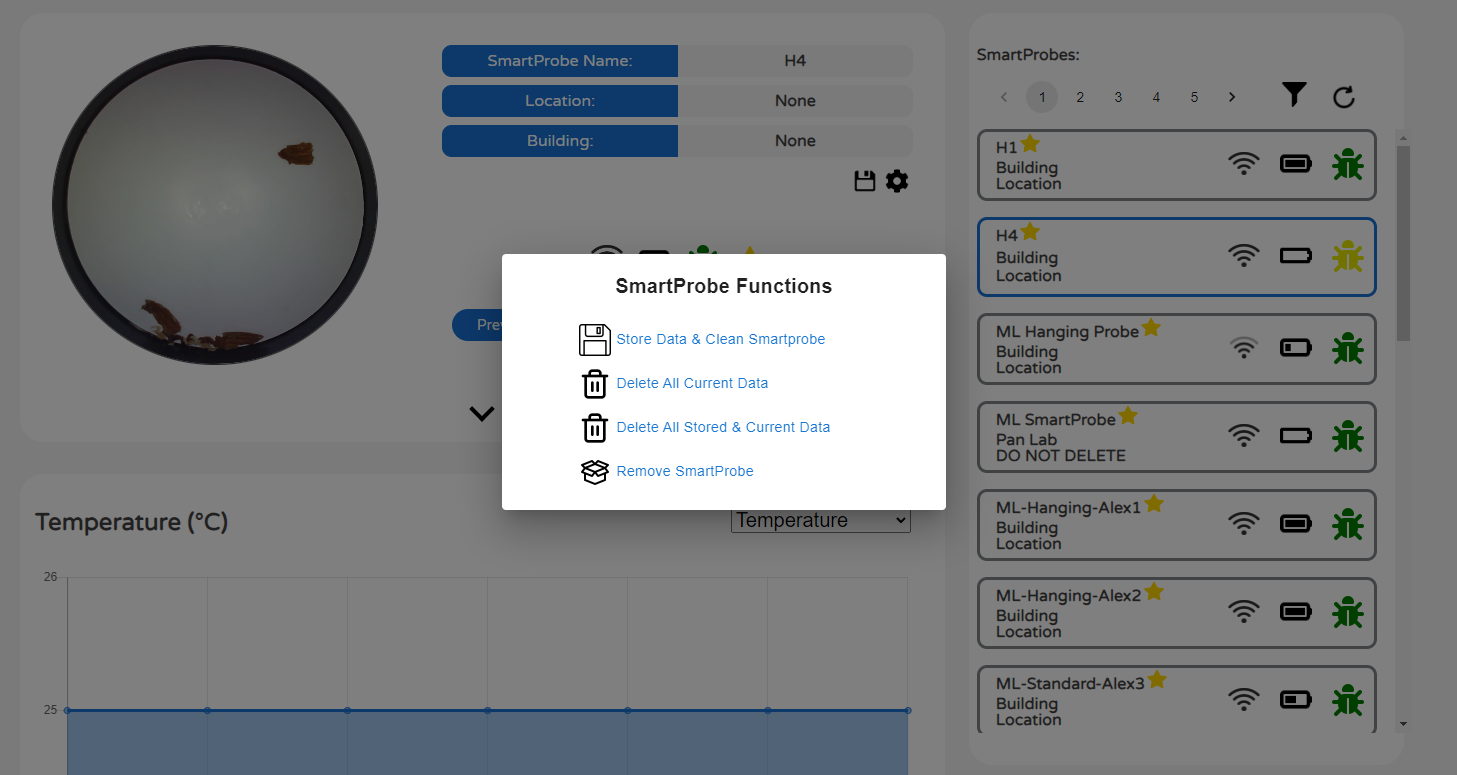 SmartProbe Name:
H4
Location:
None
Building:
None
SmartProbe Functions
Store Data & Clean Smartprobe
Delete All Current Data
Delete All Stored & Current Data
Remove SmartProbe
Temperature (°C)
Temperature
26
25
SmartProbes:
1 2 3 4 5
H1
Building
Location
H4
Building
Location
ML Hanging Probe
Building
Location
ML SmartProbe
Pan Lab
DO NOT DELETE
ML-Hanging-Alex1
Building
Location
ML-Hanging-Alex2
Building
Location
ML-Standard-Alex3
Building
Location